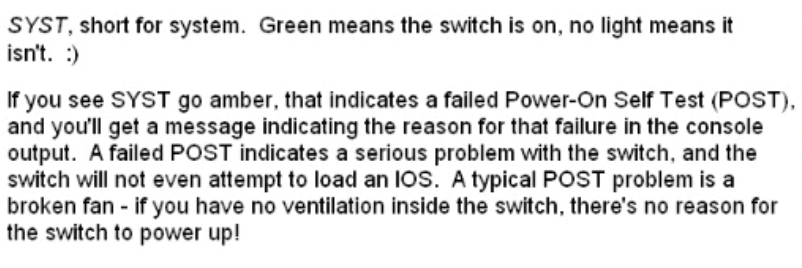 SYST, short for system.  Green means the switch is on, no light means it
isn't.  :)
If you see SYST go amber, that indicates a failed Power-On Self Test (POST),
and you'll get a message indicating the reason for that failure in the console
output.  A failed POST indicates a serious problem with the switch, and the
switch will not even attempt to load an IOS.  A typical POST problem is a
broken fan - if you have no ventilation inside the switch, there's no reason for
the switch to power up!